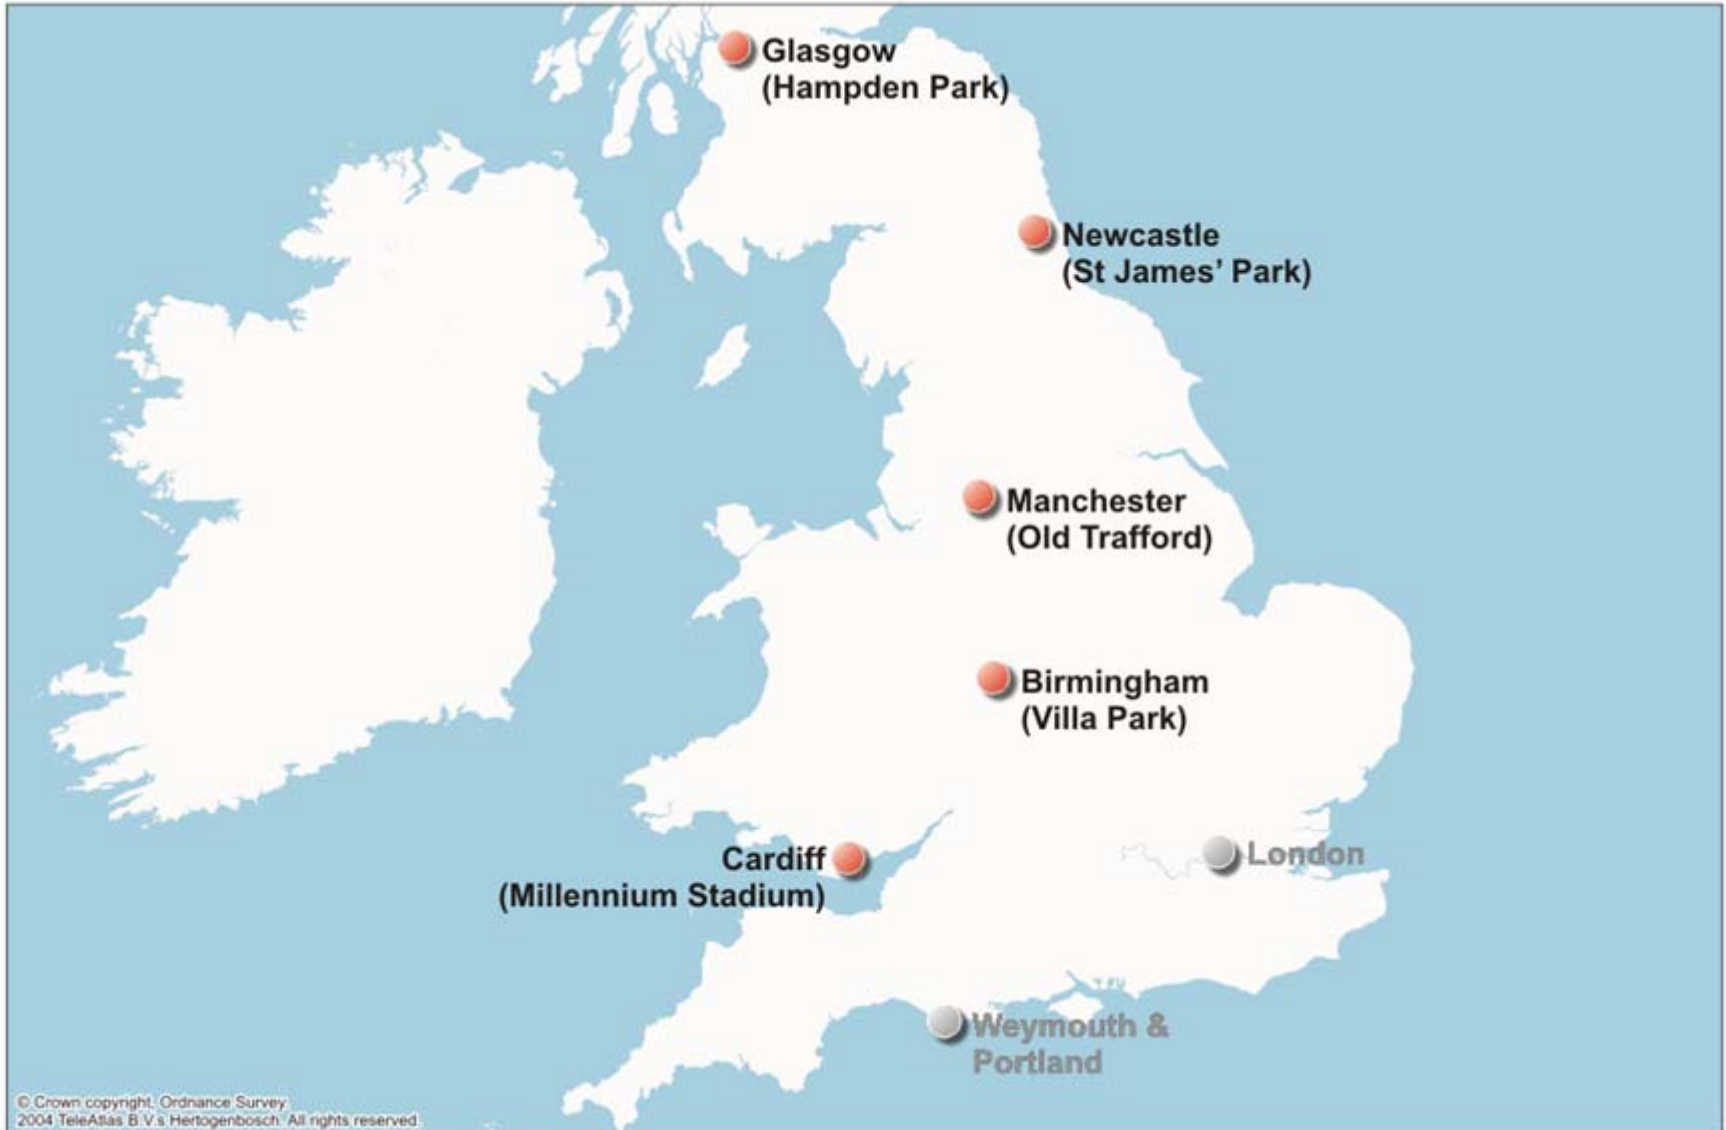 Glasgow
(Hampden Park)
Newcastle
(St James’ Park)
Manchester
(Old Trafford)
Birmingham
(Villa Park)
Cardiff
(Millennium Stadium)
London
Weymouth &
Portland
© Crown copyright, Ordnance Survey
2004 TeleAtlas B.V.s Hertogenbosch. All rights reserved.